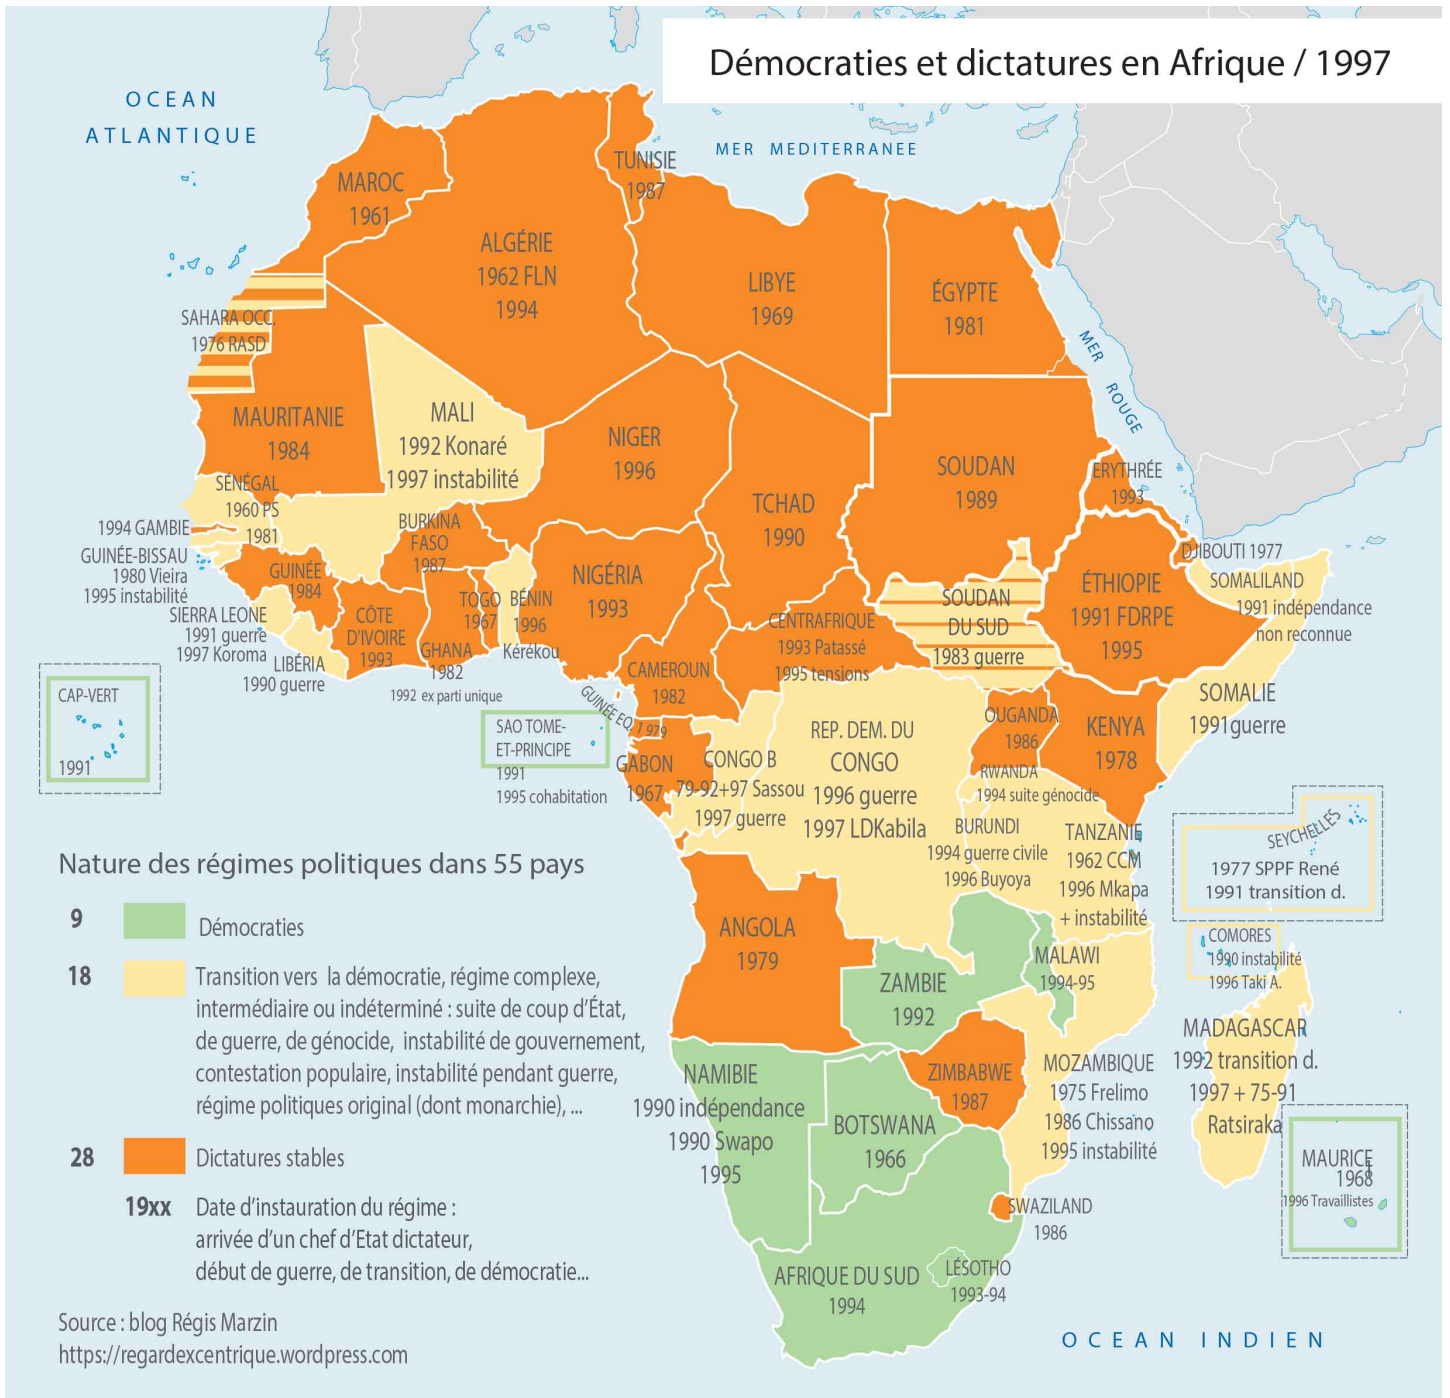 Démocraties et dictatures en Afrique / 1997
OCEAN
ATLANTIQUE
MER MEDITERRANEE
MER ROUGE
OCEAN INDIEN
MAROC
1961
ALGÉRIE
1962 FLN
1994
TUNISIE
1987
LIBYE
1969
ÉGYPTE
1981
SAHARA OCC.
1976 RASD
MAURITANIE
1984
MALI
1992 Konaré
1997 instabilité
NIGER
1996
TCHAD
1990
SOUDAN
1989
ERYTHRÉE
1993
SÉNÉGAL
1960 PS
1981
1994 GAMBIE
GUINÉE-BISSAU
1980 Vieira
1995 instabilité
GUINÉE
1984
SIERRA LEONE
1991 guerre
1997 Koroma
LIBÉRIA
1990 guerre
CÔTE
D'IVOIRE
1993
BURKINA
FASO
1987
GHANA
1982
1992 ex parti unique
TOGO
1967
BÉNIN
1996
Kérékou
NIGÉRIA
1993
CAMEROUN
1982
CENTRAFRIQUE
1993 Patassé
1995 tensions
SOUDAN
DU SUD
1983 guerre
ÉTHIOPIE
1991 FDRPE
1995
DJIBOUTI 1977
SOMALILAND
1991 indépendance
non reconnue
SOMALIE
1991guerre
CAP-VERT
1991
GUINÉE EQ. 1979
SAO TOME-
ET-PRINCIPE
1991
1995 cohabitation
GABON
1967
CONGO B
79-92+97 Sassou
1997 guerre
REP. DEM. DU
CONGO
1996 guerre
1997 LDKabila
OUGANDA
1986
KENYA
1978
RWANDA
1994 suite génocide
BURUNDI
1994 guerre civile
1996 Buyoya
TANZANIE
1962 CCM
1996 Mkapa
+ instabilité
SEYCHELLES
1977 SPPF René
1991 transition d.
COMORES
1990 instabilité
1996 Taki A.
ANGOLA
1979
ZAMBIE
1992
MALAWI
1994-95
MADAGASCAR
1992 transition d.
1997 + 75-91
Ratsiraka
MOZAMBIQUE
1975 Frelimo
1986 Chissano
1995 instabilité
NAMIBIE
1990 indépendance
1990 Swapo
1995
BOTSWANA
1966
ZIMBABWE
1987
MAURICE
1968
1996 Travaillistes
SWAZILAND
1986
AFRIQUE DU SUD
1994
LÉSOTHO
1993-94
Nature des régimes politiques dans 55 pays
9 Démocraties
18 Transition vers la démocratie, régime complexe,
intermédiaire ou indéterminé : suite de coup d'État,
de guerre, de génocide, instabilité de gouvernement,
contestation populaire, instabilité pendant guerre,
régime politiques original (dont monarchie), ...
28 Dictatures stables
19xx Date d'instauration du régime :
arrivée d'un chef d'Etat dictateur,
début de guerre, de transition, de démocratie...
Source : blog Régis Marzin
https://regardexcentrique.wordpress.com